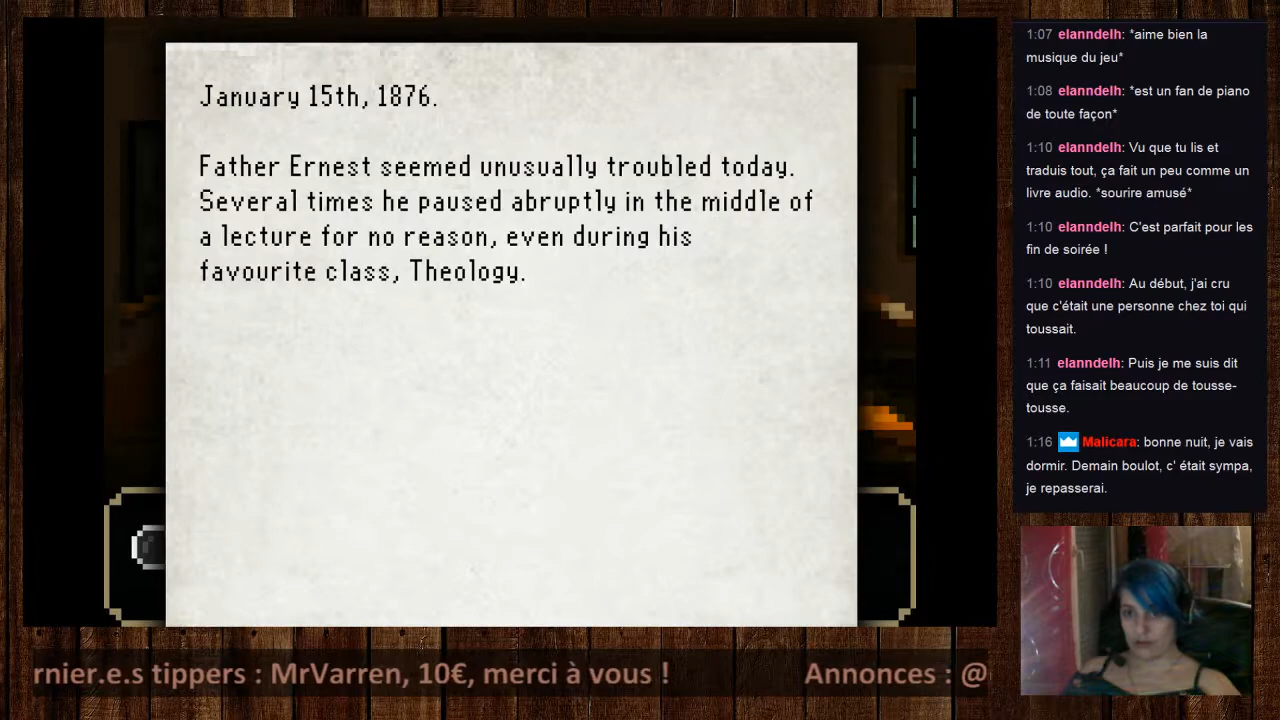 January 15th, 1876.
Father Ernest seemed unusually troubled today.
Several times he paused abruptly in the middle of
a lecture for no reason, even during his
favourite class, Theology.
1:07 elanndelh: *aime bien la
musique du jeu*
1:08 elanndelh: *est un fan de piano
de toute façon*
1:10 elanndelh: Vu que tu lis et
traduis tout, ça fait un peu comme un
livre audio. *sourire amusé*
1:10 elanndelh: C'est parfait pour les
fin de soirée !
1:10 elanndelh: Au début, j'ai cru
que c'était une personne chez toi qui
toussait.
1:11 elanndelh: Puis je me suis dit
que ça faisait beaucoup de tousse-
tousse.
1:16 Malicara: bonne nuit, je vais
dormir. Demain boulot, c' était sympa,
je repasserai.
rnier.e.s tippers : MrVarren, 10€, merci à vous ! Annonces : @